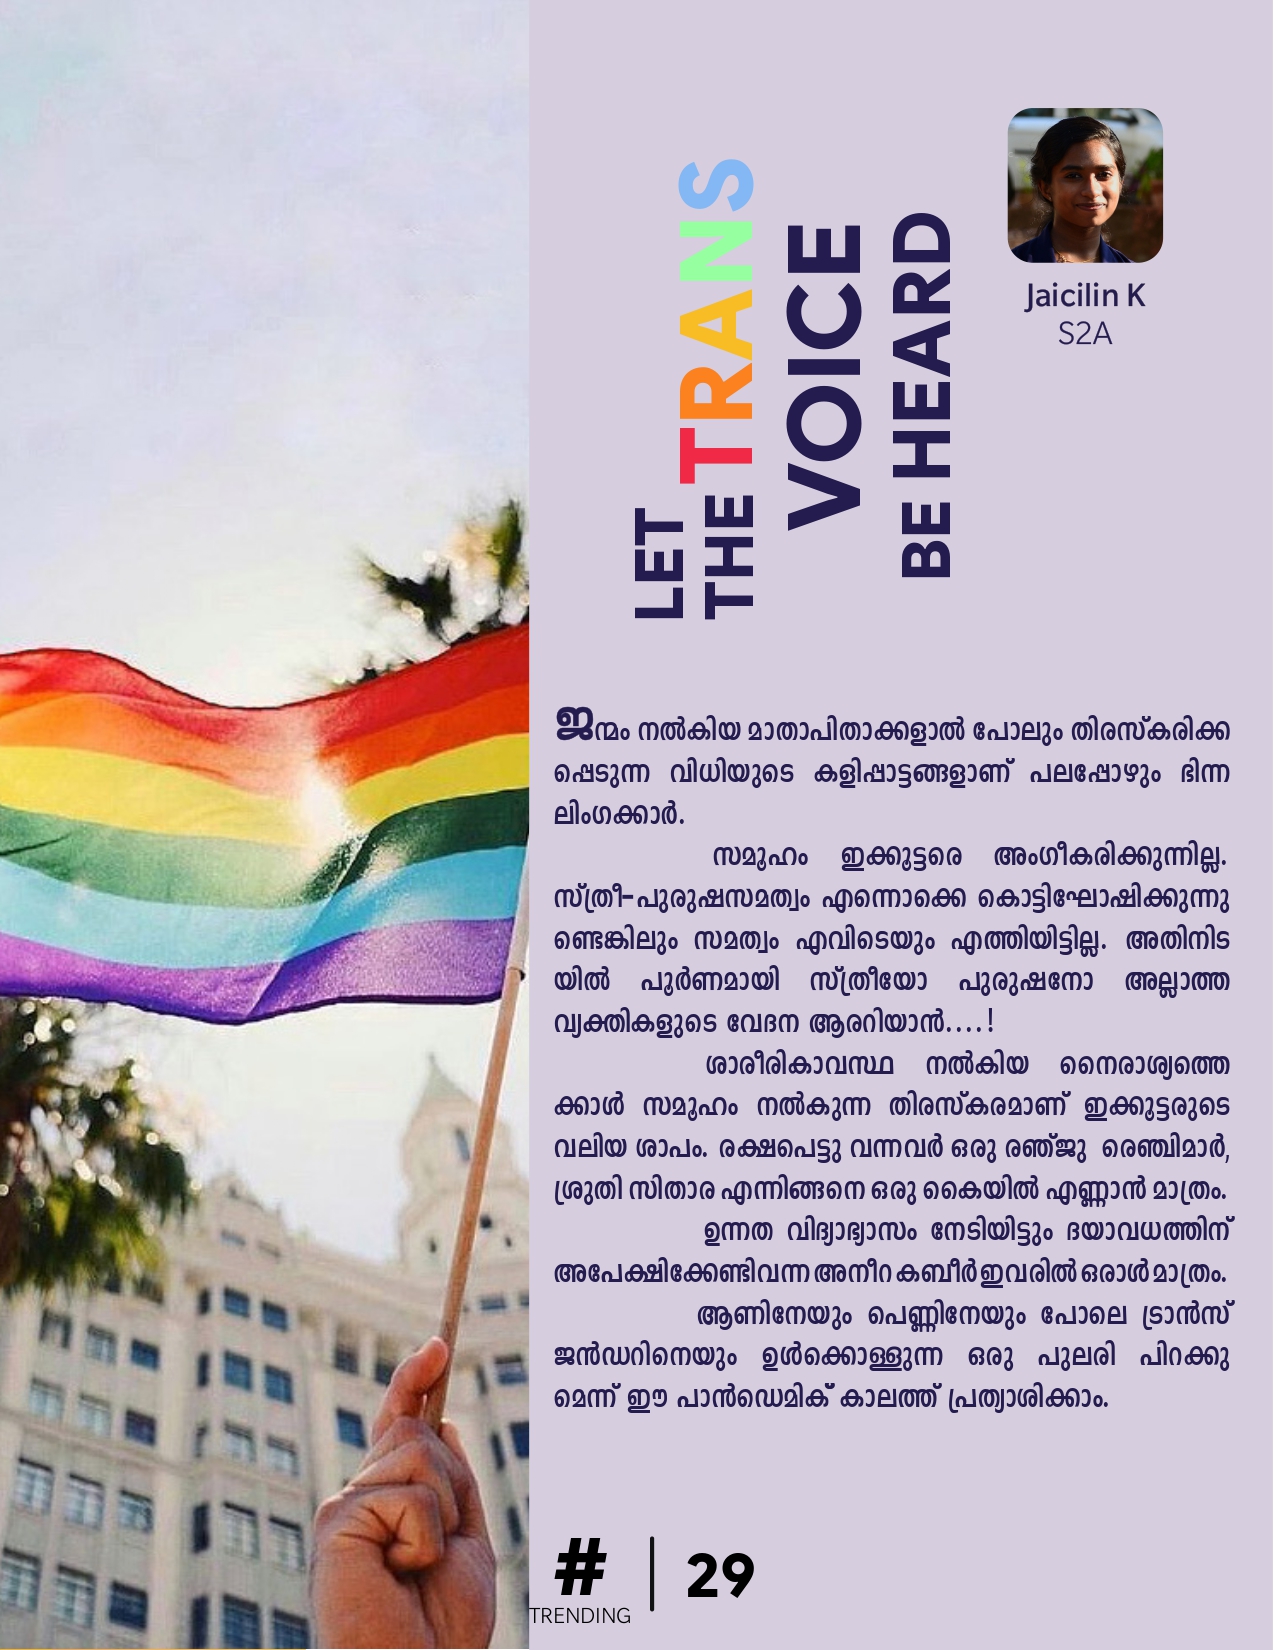 LET
THE TRANS
VOICE
BE HEARD
Jaicilin K
S2A
ജന്മം നൽകിയ മാതാപിതാക്കളാൽ പോലും തിരസ്കരിക്ക
പ്പെടുന്ന വിധിയുടെ കളിപ്പാട്ടങ്ങളാണ് പലപ്പോഴും ഭിന്ന
ലിംഗക്കാർ.
സമൂഹം ഇക്കൂട്ടരെ അംഗീകരിക്കുന്നില്ല.
സ്ത്രീ-പുരുഷസമത്വം എന്നൊക്കെ കൊട്ടിഘോഷിക്കുന്നു
ണ്ടെങ്കിലും സമത്വം എവിടെയും എത്തിയിട്ടില്ല. അതിനിട
യിൽ പൂർണമായി സ്ത്രീയോ പുരുഷനോ അല്ലാത്ത
വ്യക്തികളുടെ വേദന ആരറിയാൻ....!
ശാരീരികാവസ്ഥ നൽകിയ നൈരാശ്യത്തെ
ക്കാൾ സമൂഹം നൽകുന്ന തിരസ്കരമാണ് ഇക്കൂട്ടരുടെ
വലിയ ശാപം. രക്ഷപെട്ടു വന്നവർ ഒരു രഞ്ജു രെഞ്ചിമാർ,
ശ്രുതി സിതാര എന്നിങ്ങനെ ഒരു കൈയിൽ എണ്ണാൻ മാത്രം.
ഉന്നത വിദ്യാഭ്യാസം നേടിയിട്ടും ദയാവധത്തിന്
അപേക്ഷിക്കേണ്ടിവന്ന അനീറ കബീർ ഇവരിൽ ഒരാൾ മാത്രം.
ആണിനേയും പെണ്ണിനേയും പോലെ ട്രാൻസ്
ജൻഡറിനെയും ഉൾക്കൊള്ളുന്ന ഒരു പുലരി പിറക്കു
മെന്ന് ഈ പാൻഡെമിക് കാലത്ത് പ്രത്യാശിക്കാം.
# | 29
TRENDING